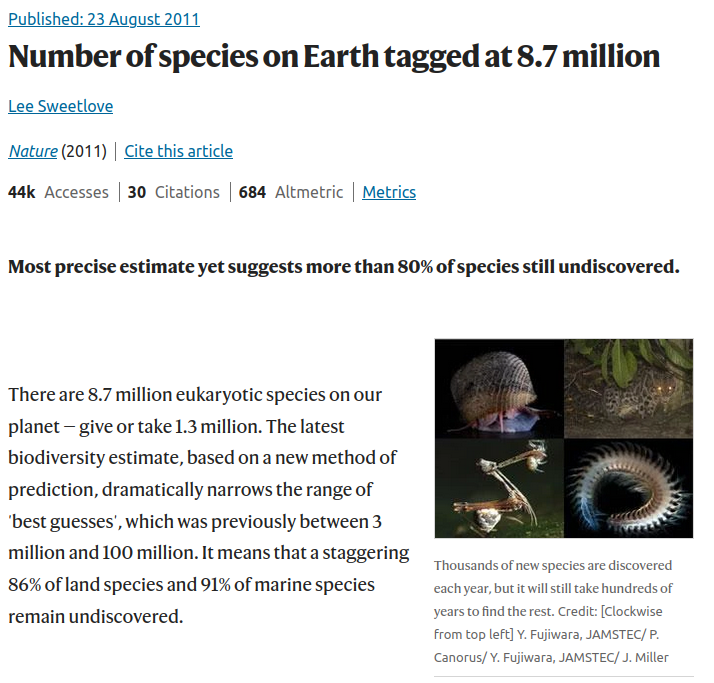 Published: 23 August 2011
Number of species on Earth tagged at 8.7 million
Lee Sweetlove
Nature (2011) | Cite this article
44k Accesses | 30 Citations | 684 Altmetric | Metrics
Most precise estimate yet suggests more than 80% of species still undiscovered.
There are 8.7 million eukaryotic species on our
planet — give or take 1.3 million. The latest
biodiversity estimate, based on a new method of
prediction, dramatically narrows the range of
'best guesses', which was previously between 3
million and 100 million. It means that a staggering
86% of land species and 91% of marine species
remain undiscovered.
Thousands of new species are discovered
each year, but it will still take hundreds of
years to find the rest. Credit: [Clockwise
from top left] Y. Fujiwara, JAMSTEC/ P.
Canorus/ Y. Fujiwara, JAMSTEC/ J. Miller